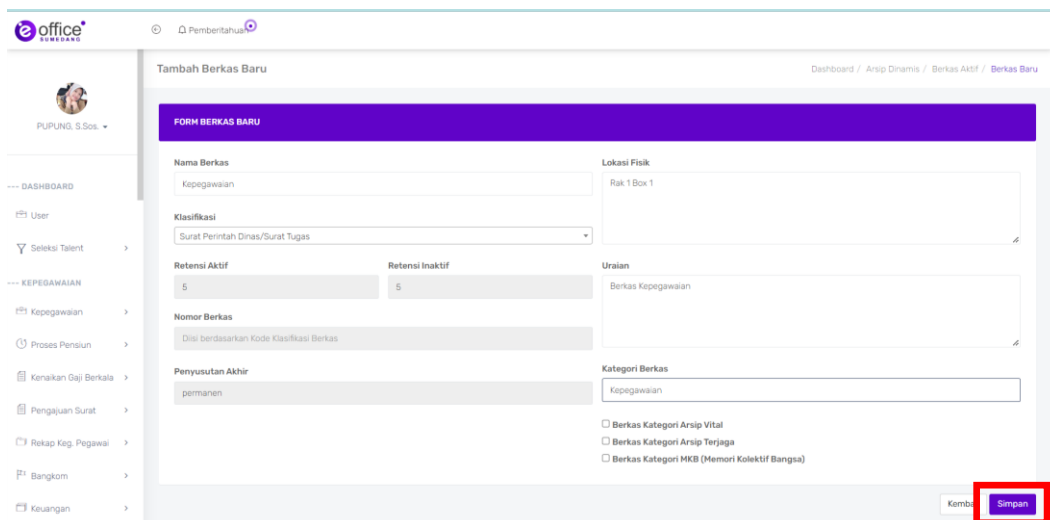 e office
SUMEDANG
Pemberitahuan
Tambah Berkas Baru
Dashboard / Arsip Dinamis / Berkas Aktif / Berkas Baru
PUPUNG, S.Sos.
--- DASHBOARD
User
Seleksi Talent
--- KEPEGAWAIAN
Kepegawaian
Proses Pensiun
Kenaikan Gaji Berkala
Pengajuan Surat
Rekap Keg. Pegawai
Bangkom
Keuangan
FORM BERKAS BARU
Nama Berkas
Kepegawaian
Klasifikasi
Surat Perintah Dinas/Surat Tugas
Retensi Aktif
5
Retensi Inaktif
5
Nomor Berkas
Diisi berdasarkan Kode Klasifikasi Berkas
Penyusutan Akhir
permanen
Lokasi Fisik
Rak 1 Box 1
Uraian
Berkas Kepegawaian
Kategori Berkas
Kepegawaian
Berkas Kategori Arsip Vital
Berkas Kategori Arsip Terjaga
Berkas Kategori MKB (Memori Kolektif Bangsa)
Kemba
Simpan